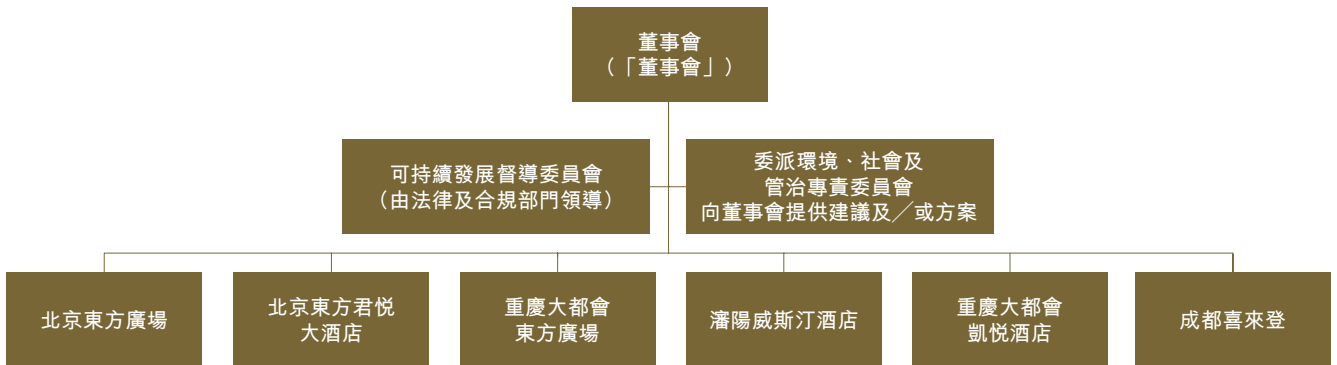 董事會
（「董事會」）
可持續發展督導委員會
（由法律及合規部門領導）
委派環境、社會及
管治專責委員會
向董事會提供建議及／或方案
北京東方廣場
北京東方君悅
大酒店
重慶大都會
東方廣場
瀋陽威斯汀酒店
重慶大都會
凱悅酒店
成都喜來登